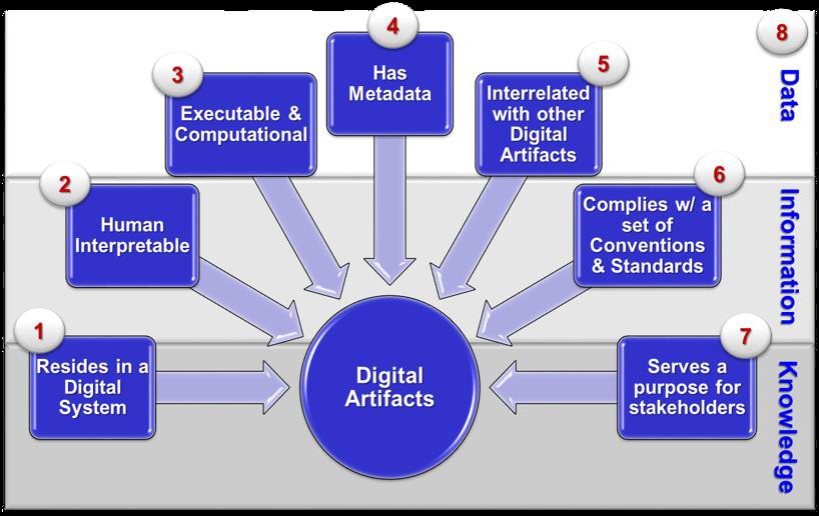 1
Resides in a
Digital
System
2
Human
Interpretable
3
Executable &
Computational
4
Has
Metadata
5
Interrelated
with other
Digital
Artifacts
6
Complies w/ a
set of
Conventions
& Standards
7
Serves a
purpose for
stakeholders
8
Data
Information
Knowledge
Digital
Artifacts